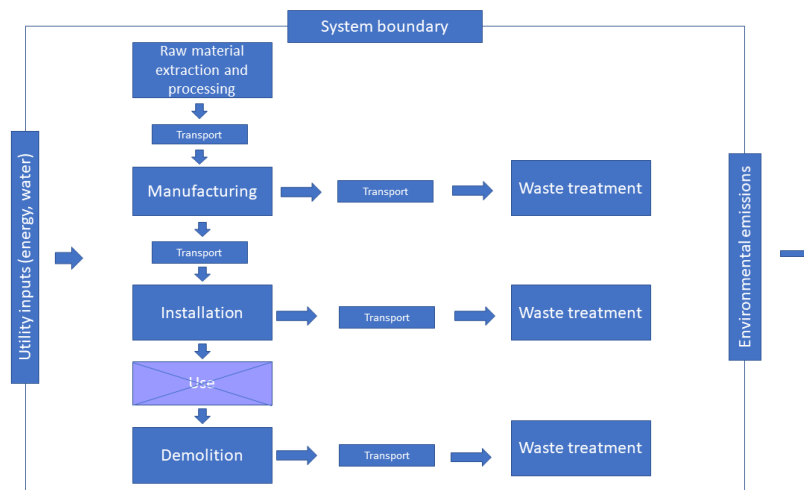 System boundary
Raw material
extraction and
processing
Transport
Manufacturing
Transport
Waste treatment
Transport
Installation
Transport
Waste treatment
Use
Demolition
Transport
Waste treatment
Utility inputs (energy, water)
Environmental emissions